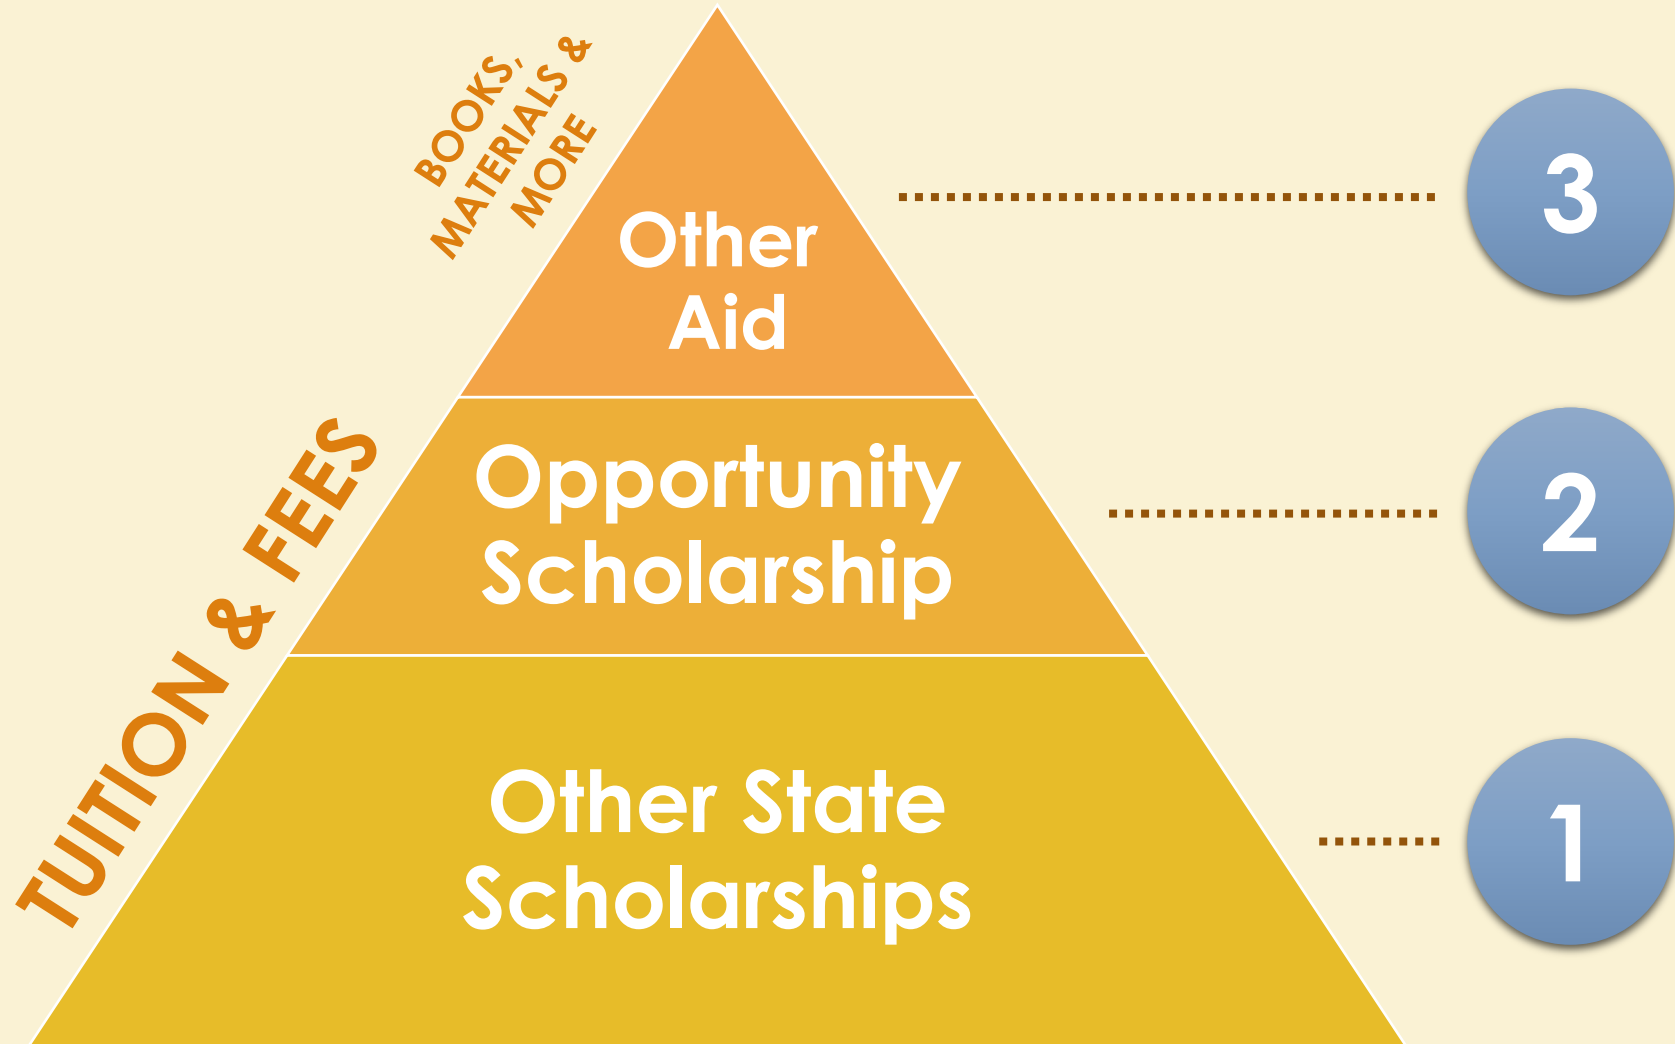 BOOKS,
MATERIALS &
MORE
Other
Aid
3
TUITION & FEES
Opportunity
Scholarship
2
Other State
Scholarships
1